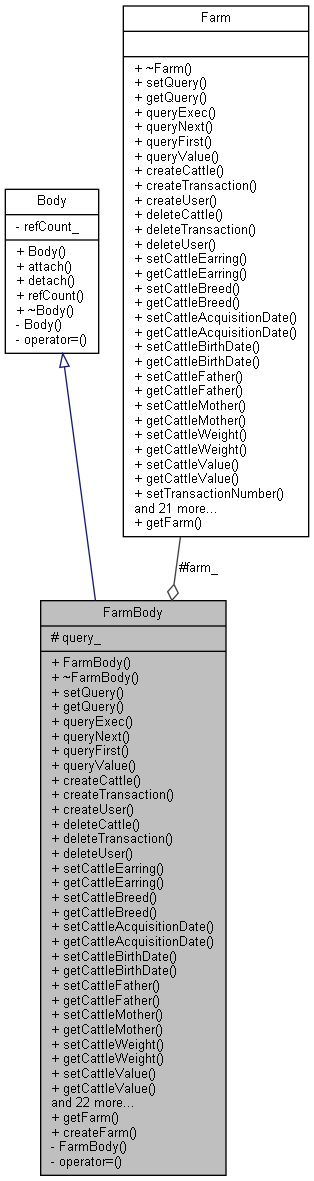 Farm
+ ~Farm()
+ setQuery()
+ getQuery()
+ queryExec()
+ queryNext()
+ queryFirst()
+ queryValue()
+ createCattle()
+ createTransaction()
+ createUser()
+ deleteCattle()
+ deleteTransaction()
+ deleteUser()
+ setCattleEarring()
+ getCattleEarring()
+ setCattleBreed()
+ getCattleBreed()
+ setCattleAcquisitionDate()
+ getCattleAcquisitionDate()
+ setCattleBirthDate()
+ getCattleBirthDate()
+ setCattleFather()
+ getCattleFather()
+ setCattleMother()
+ getCattleMother()
+ setCattleWeight()
+ getCattleWeight()
+ setCattleValue()
+ getCattleValue()
+ setTransactionNumber()
and 21 more...
+ getFarm()
Body
- refCount_
+ Body()
+ attach()
+ detach()
+ refCount()
+ ~Body()
- Body()
- operator=()
#farm_
FarmBody
# query_
+ FarmBody()
+ ~FarmBody()
+ setQuery()
+ getQuery()
+ queryExec()
+ queryNext()
+ queryFirst()
+ queryValue()
+ createCattle()
+ createTransaction()
+ createUser()
+ deleteCattle()
+ deleteTransaction()
+ deleteUser()
+ setCattleEarring()
+ getCattleEarring()
+ setCattleBreed()
+ getCattleBreed()
+ setCattleAcquisitionDate()
+ getCattleAcquisitionDate()
+ setCattleBirthDate()
+ getCattleBirthDate()
+ setCattleFather()
+ getCattleFather()
+ setCattleMother()
+ getCattleMother()
+ setCattleWeight()
+ getCattleWeight()
+ setCattleValue()
+ getCattleValue()
and 22 more...
+ getFarm()
+ createFarm()
- FarmBody()
- operator=()